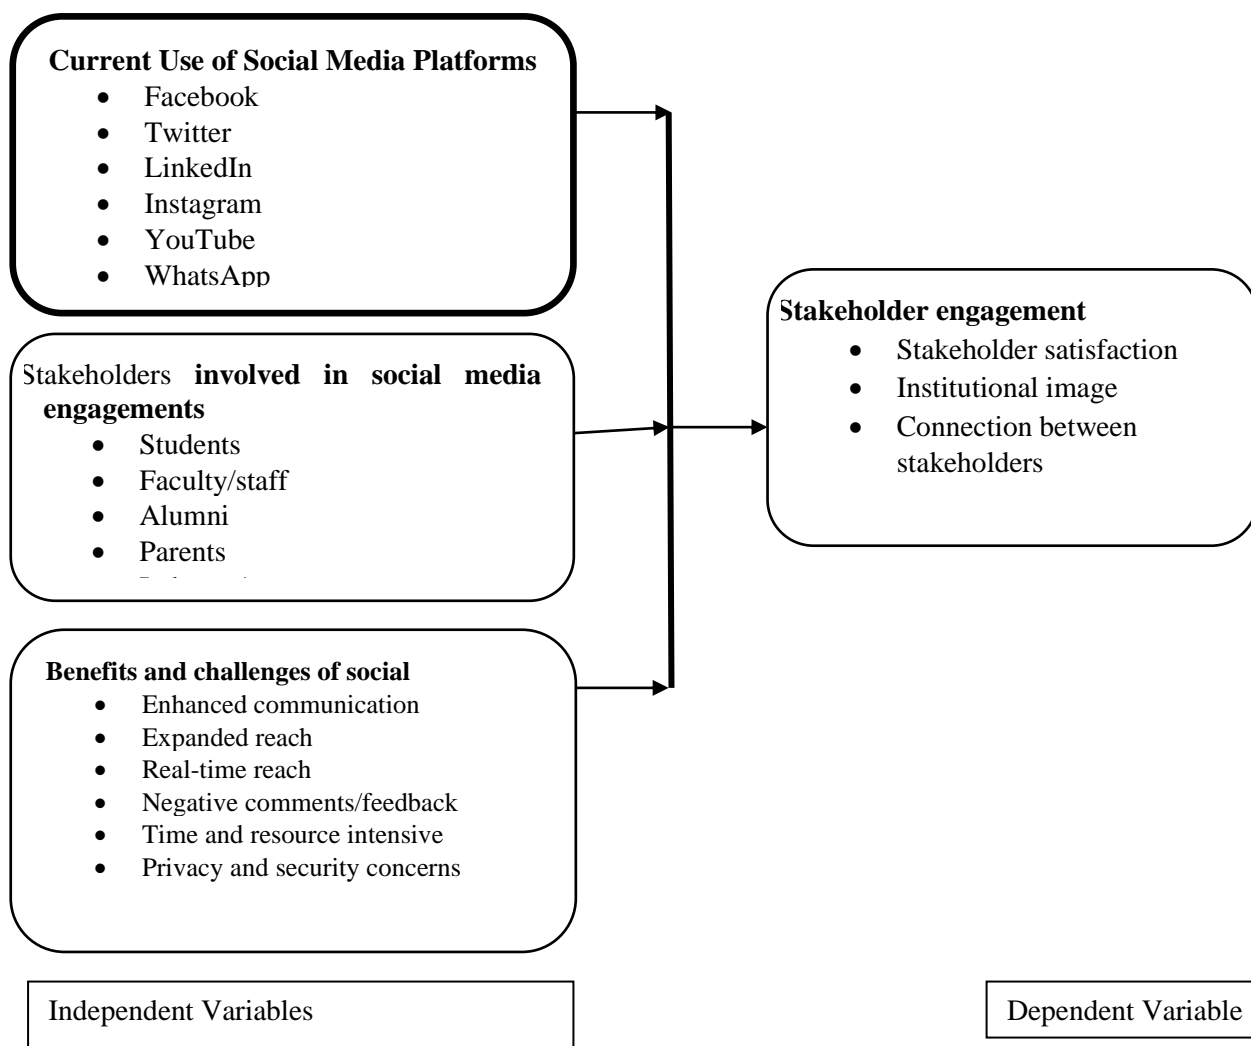 Current Use of Social Media Platforms
• Facebook
• Twitter
• LinkedIn
• Instagram
• YouTube
• WhatsApp
Stakeholders involved in social media
engagements
• Students
• Faculty/staff
• Alumni
• Parents
Benefits and challenges of social
• Enhanced communication
• Expanded reach
• Real-time reach
• Negative comments/feedback
• Time and resource intensive
• Privacy and security concerns
Stakeholder engagement
• Stakeholder satisfaction
• Institutional image
• Connection between
stakeholders
Independent Variables
Dependent Variable